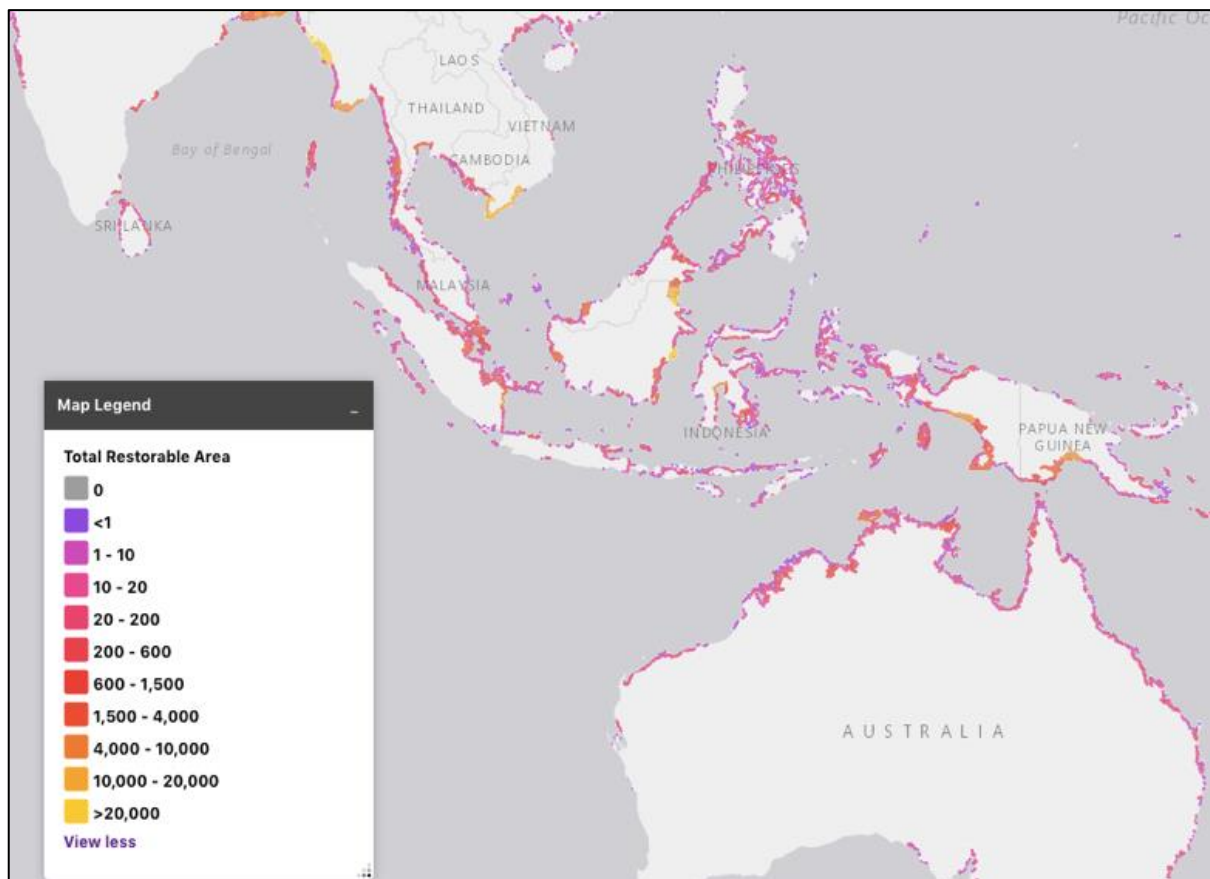 Pacific Oc
LAOS
THAILAND
VIETNAM
Bay of Bengal
CAMBODIA
PHILIPPINES
SRI LANKA
MALAYSIA
INDONESIA
PAPUA NEW
GUINEA
AUSTRALIA
Map Legend
Total Restorable Area
0
<1
1 - 10
10 - 20
20 - 200
200 - 600
600 - 1,500
1,500 - 4,000
4,000 - 10,000
10,000 - 20,000
>20,000
View less